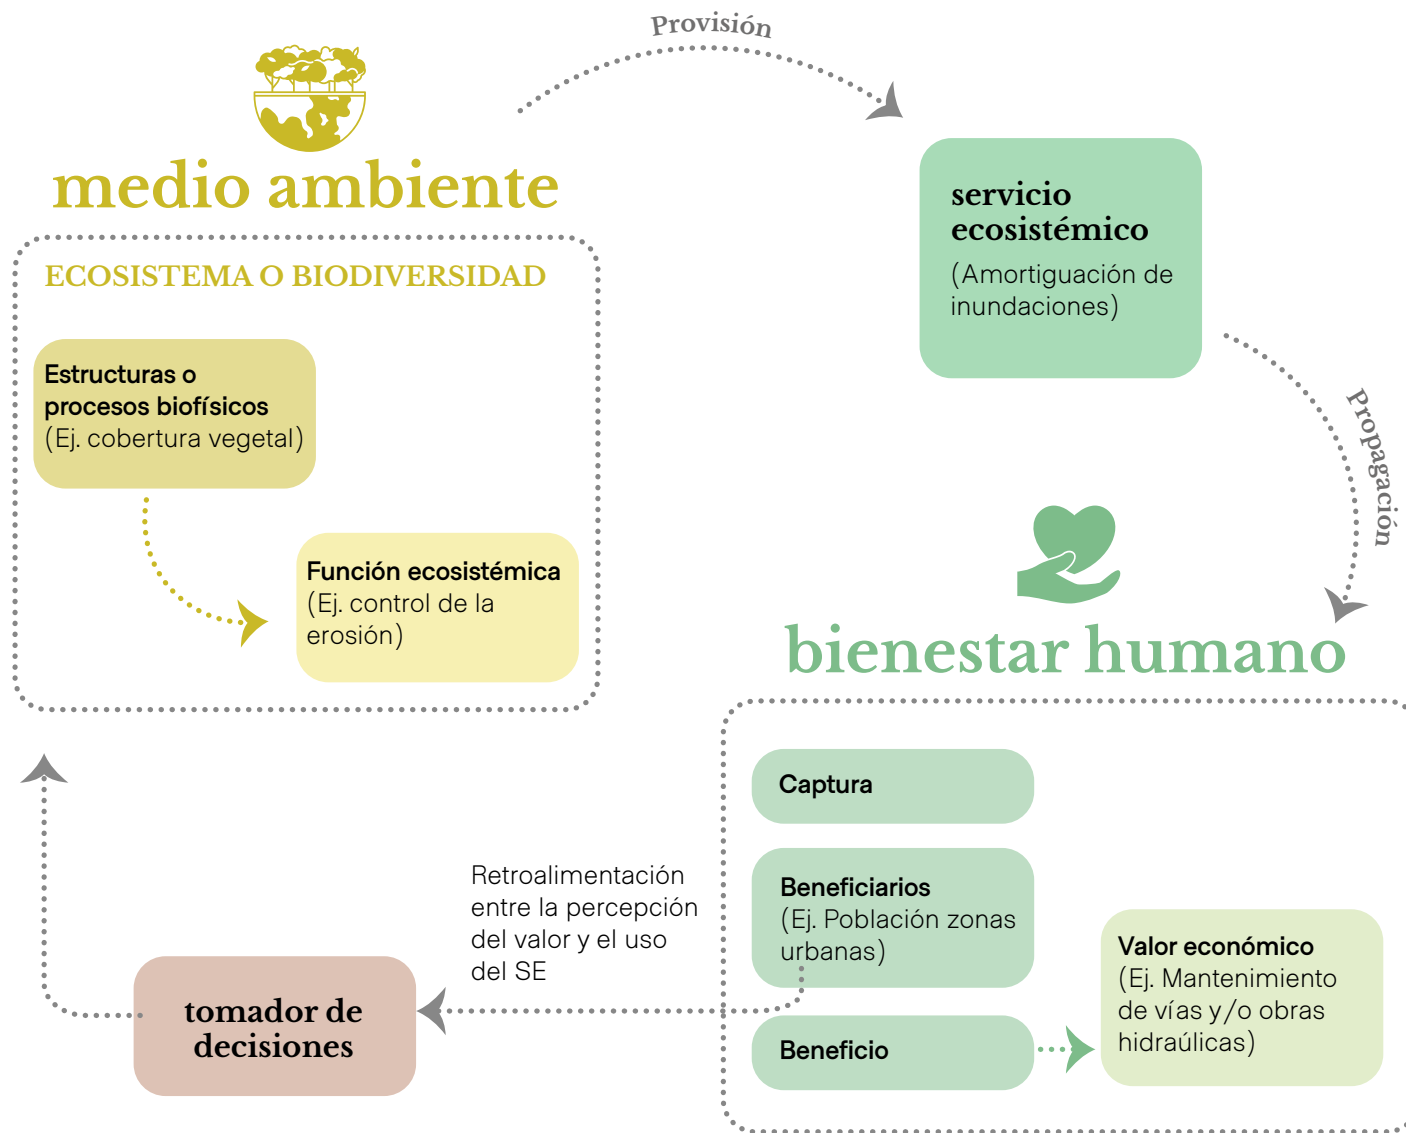 Provisión
medio ambiente
ECOSISTEMA O BIODIVERSIDAD
Estructuras o
procesos biofísicos
(Ej. cobertura vegetal)
Función ecosistémica
(Ej. control de la
erosión)
servicio
ecosistémico
(Amortiguación de
inundaciones)
Propagación
bienestar humano
Captura
Beneficiarios
(Ej. Población zonas
urbanas)
Beneficio
Valor económico
(Ej. Mantenimiento
de vías y/o obras
hidraúlicas)
Retroalimentación
entre la percepción
del valor y el uso
del SE
tomador de
decisiones